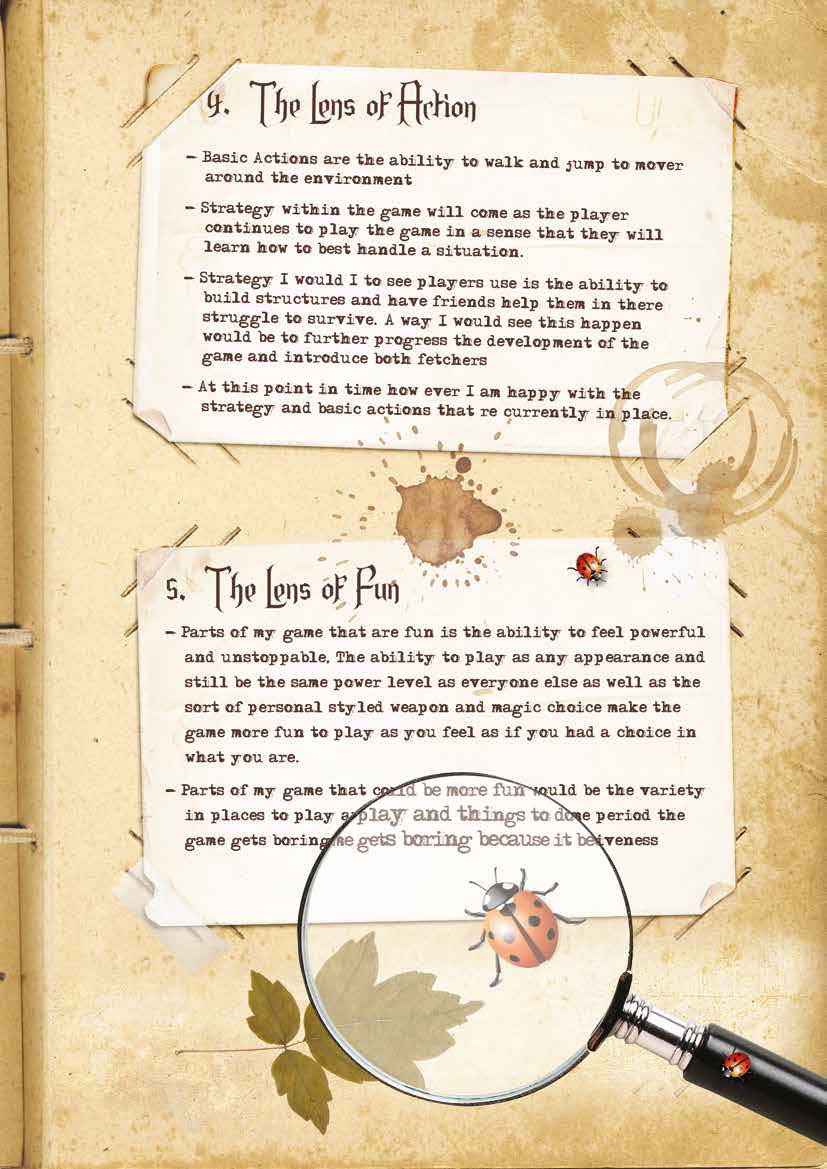 4. The Lens of Action
– Basic Actions are the ability to walk and jump to mover
around the environment
– Strategy within the game will come as the player
continues to play the game in a sense that they will
learn how to best handle a situation.
– Strategy I would I to see players use is the ability to
build structures and have friends help them in there
struggle to survive. A way I would see this happen
would be to further progress the development of the
game and introduce both fetchers
– At this point in time how ever I am happy with the
strategy and basic actions that re currently in place.
5. The Lens of Fun
– Parts of my game that are fun is the ability to feel powerful
and unstoppable. The ability to play as any appearance and
still be the same power level as everyone else as well as the
sort of personal styled weapon and magic choice make the
game more fun to play as you feel as if you had a choice in
what you are.
– Parts of my game that could be more fun would be the variety
in places to play play and things to do period the
game gets boring me gets boring because it iveness